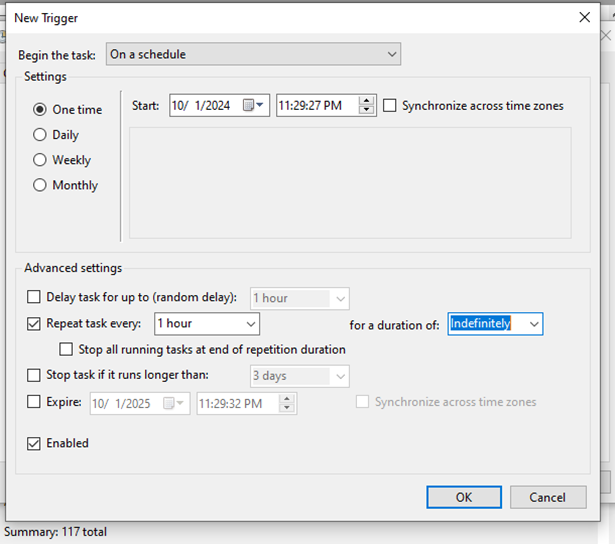 New Trigger
Begin the task: On a schedule
Settings
One time
Start: 10/ 1/2024 11:29:27 PM Synchronize across time zones
Daily
Weekly
Monthly
Advanced settings
Delay task for up to (random delay): 1 hour
Repeat task every: 1 hour for a duration of: Indefinitely
Stop all running tasks at end of repetition duration
Stop task if it runs longer than: 3 days
Expire: 10/ 1/2025 11:29:32 PM Synchronize across time zones
Enabled
OK Cancel
Summary: 117 total